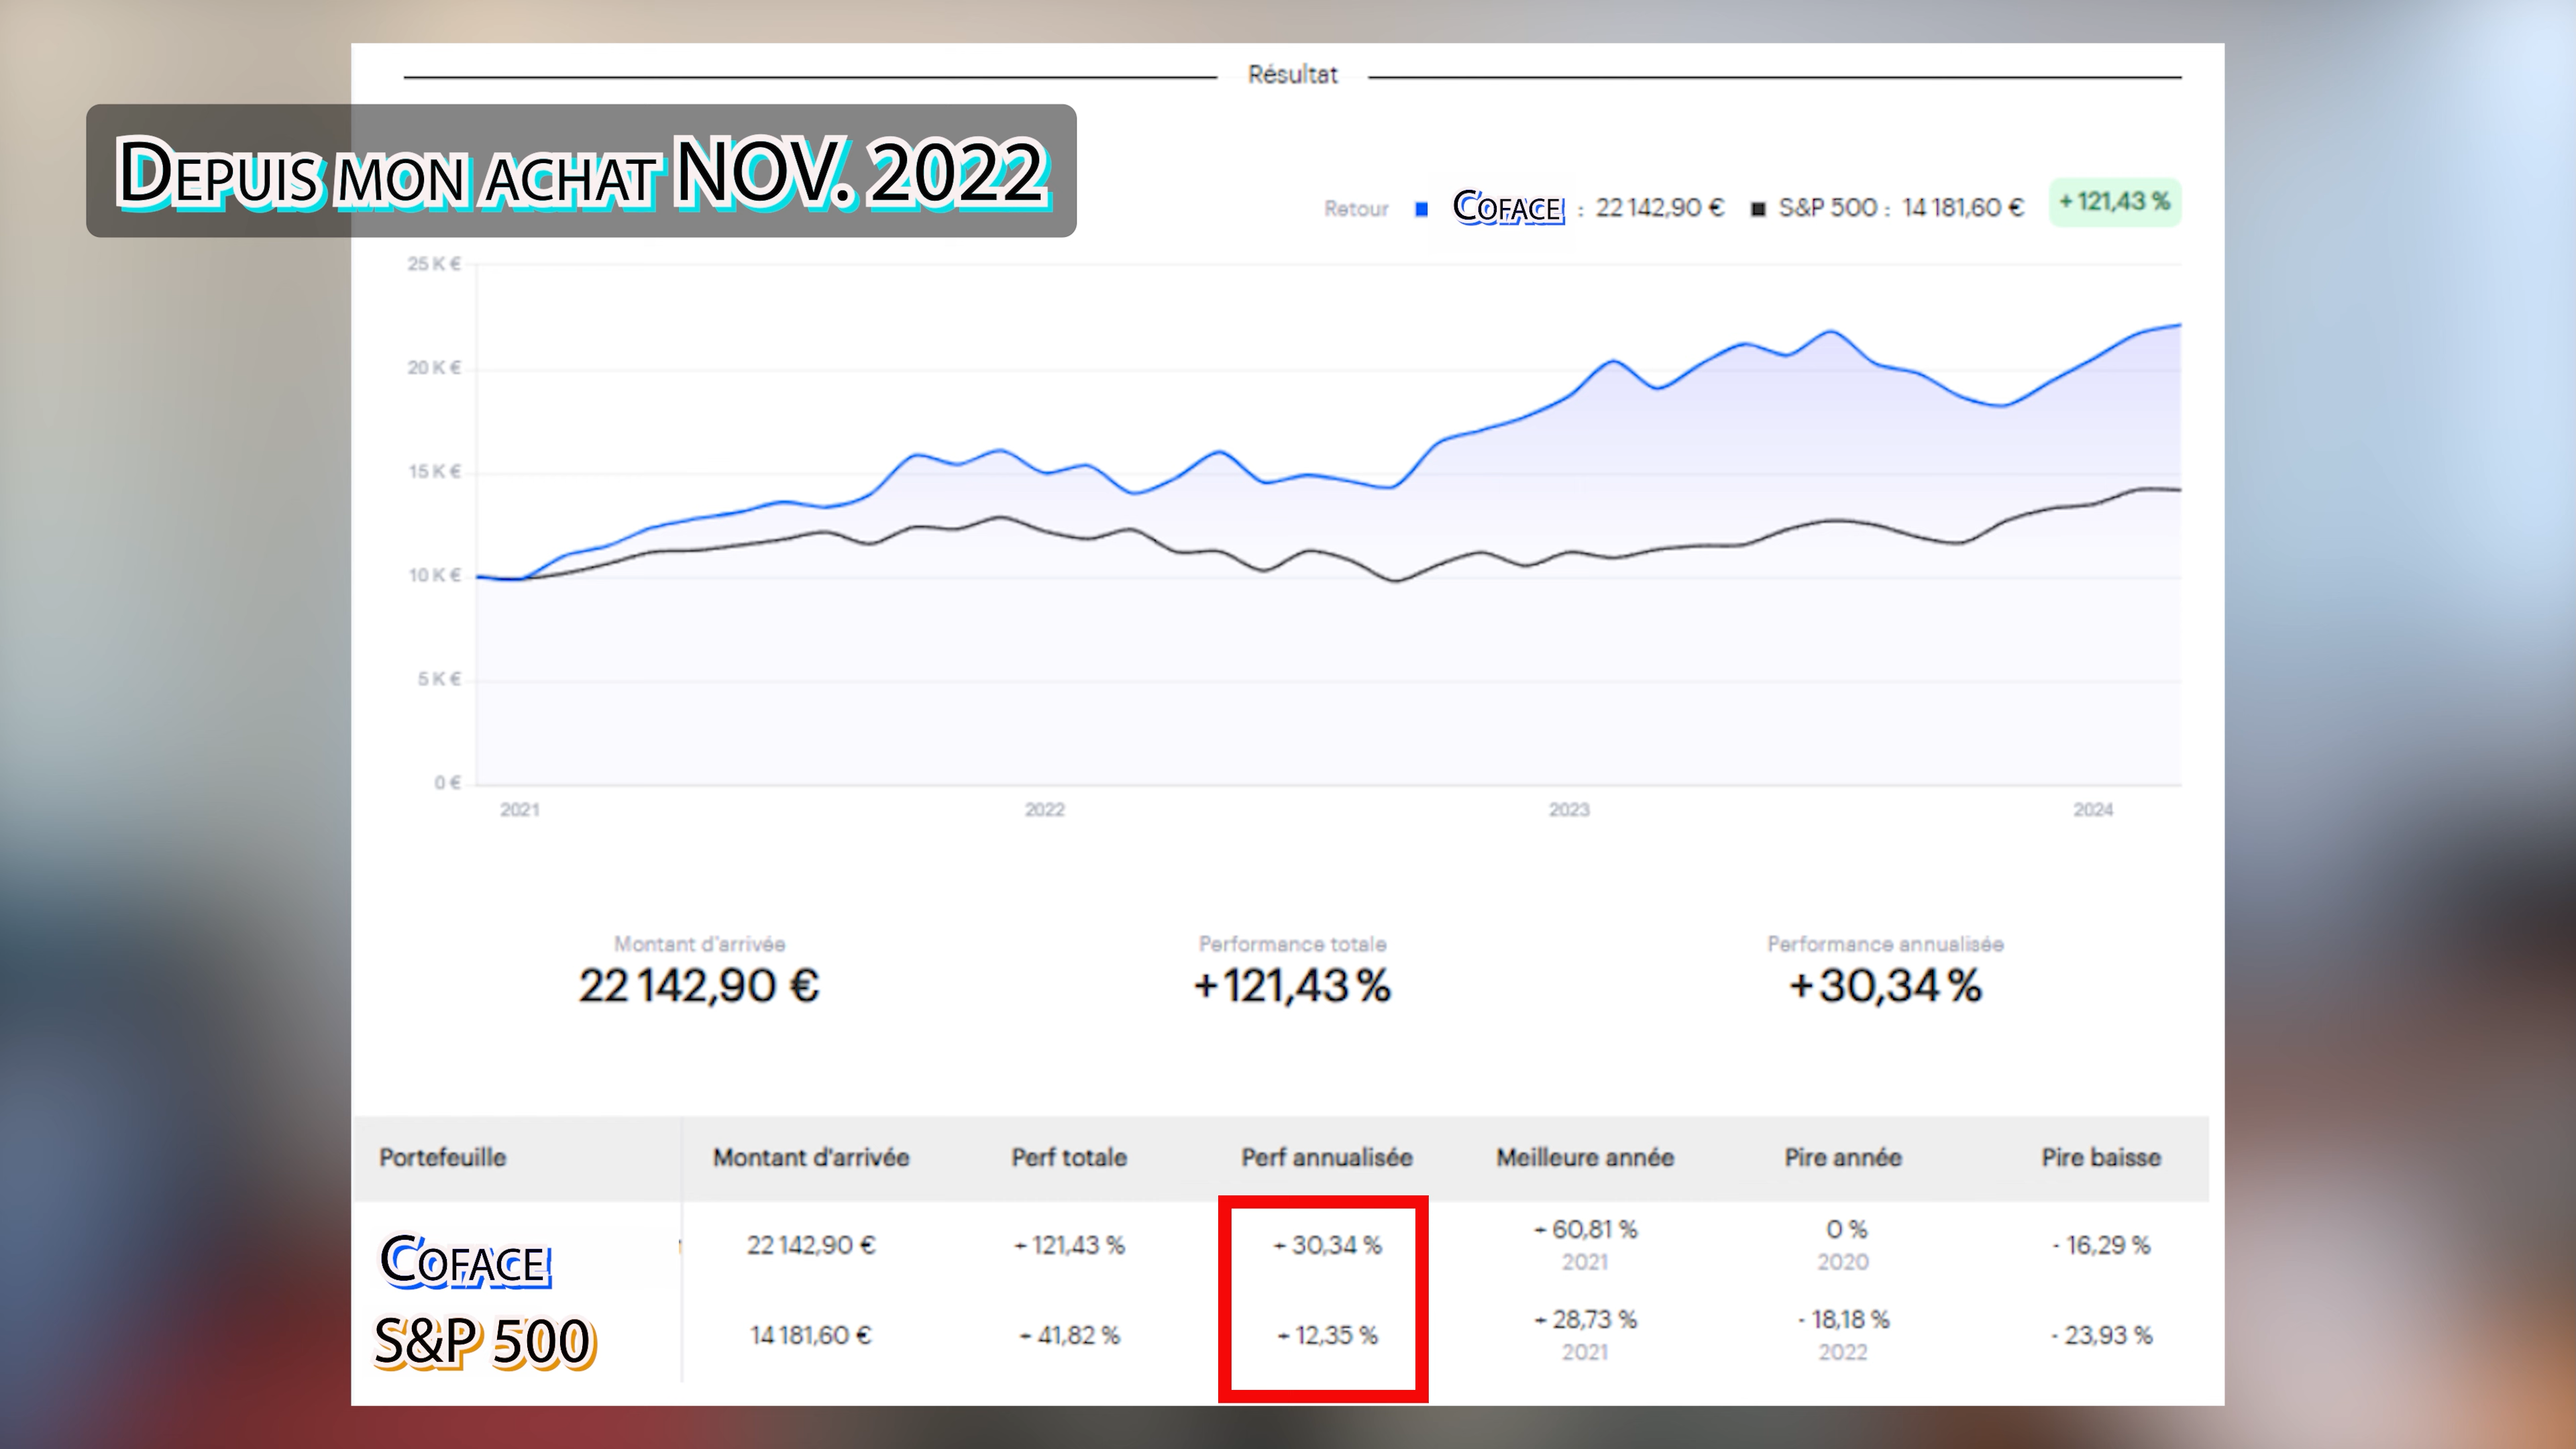 Résultat
Depuis mon achat NOV. 2022
Retour Coface : 22 142,90 € S&P 500 : 14 181,60 € + 121,43 %
25 K €
20 K €
15 K €
10 K €
5 K €
0 €
2021 2022 2023 2024
Montant d'arrivée Performance totale Performance annualisée
22 142,90 € +121,43 % +30,34 %
Portefeuille Montant d'arrivée Perf totale Perf annualisée Meilleure année Pire année Pire baisse
Coface 22 142,90 € + 121,43 % + 30,34 % + 60,81 % 0 % - 16,29 %
2021 2020
S&P 500 14 181,60 € + 41,82 % + 12,35 % + 28,73 % - 18,18 % - 23,93 %
2021 2022